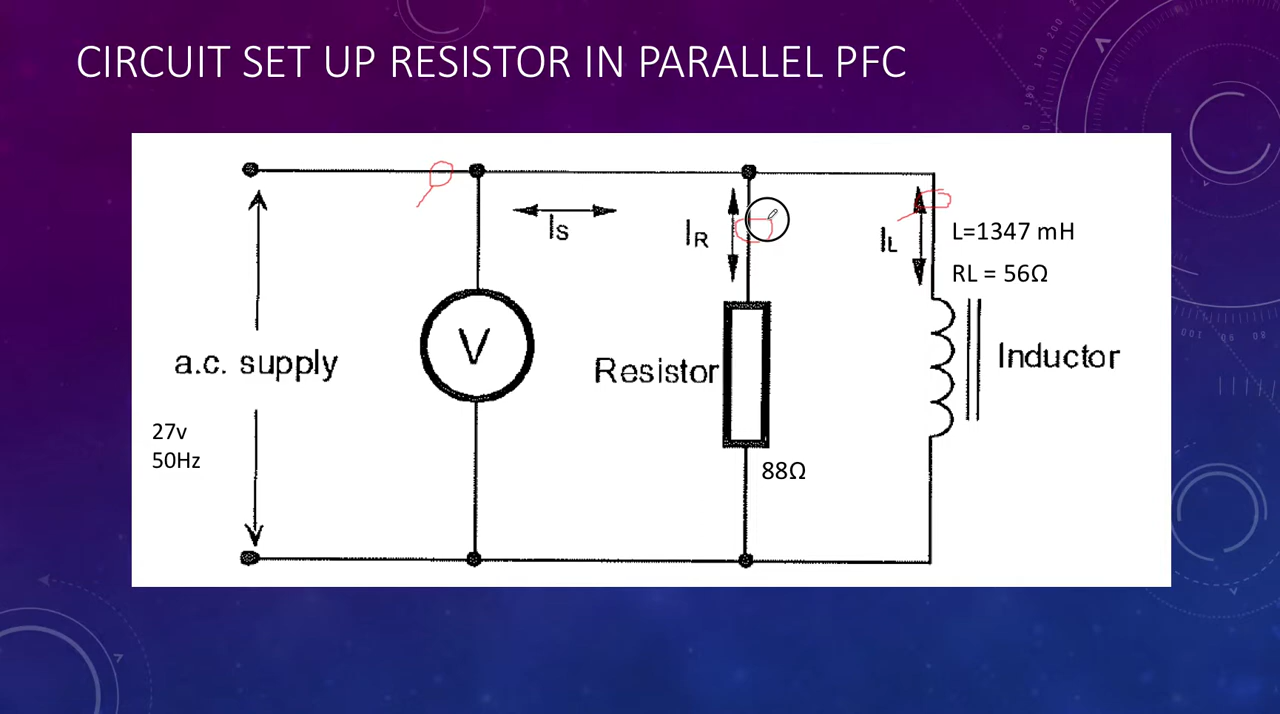 CIRCUIT SET UP RESISTOR IN PARALLEL PFC
a.c. supply
27v
50Hz
V
IS
IR
Resistor
88Ω
IL
L=1347 mH
RL = 56Ω
Inductor